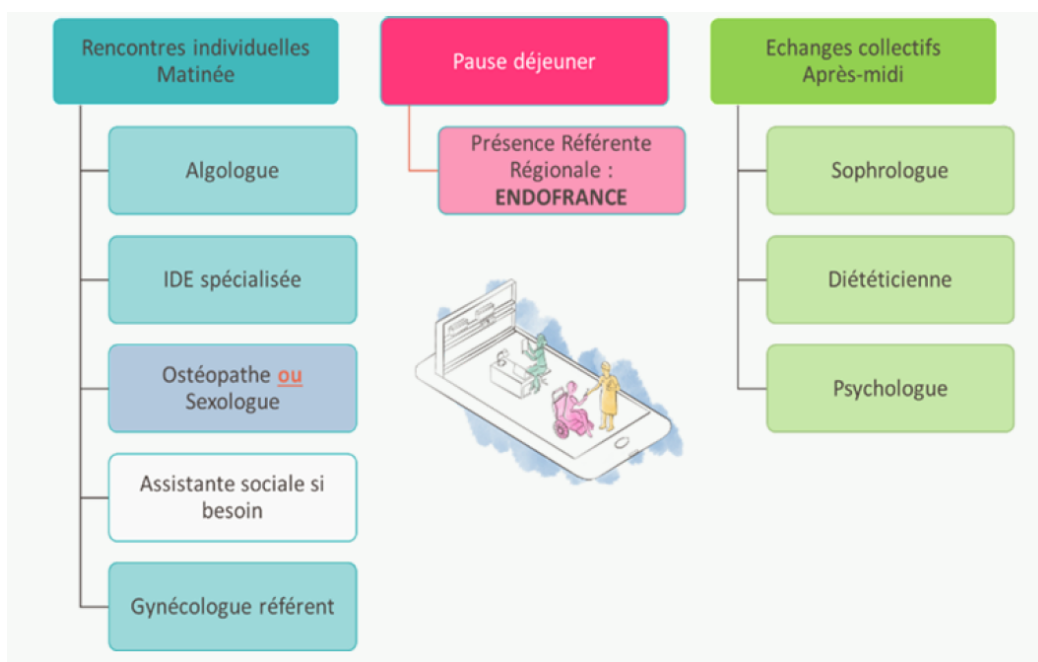 Rencontres individuelles
Matinée
Algologue
IDE spécialisée
Ostéopathe ou
Sexologue
Assistante sociale si
besoin
Gynécologue référent
Pause déjeuner
Présence Référente
Régionale :
ENDOFRANCE
Echanges collectifs
Après-midi
Sophrologue
Diététicienne
Psychologue